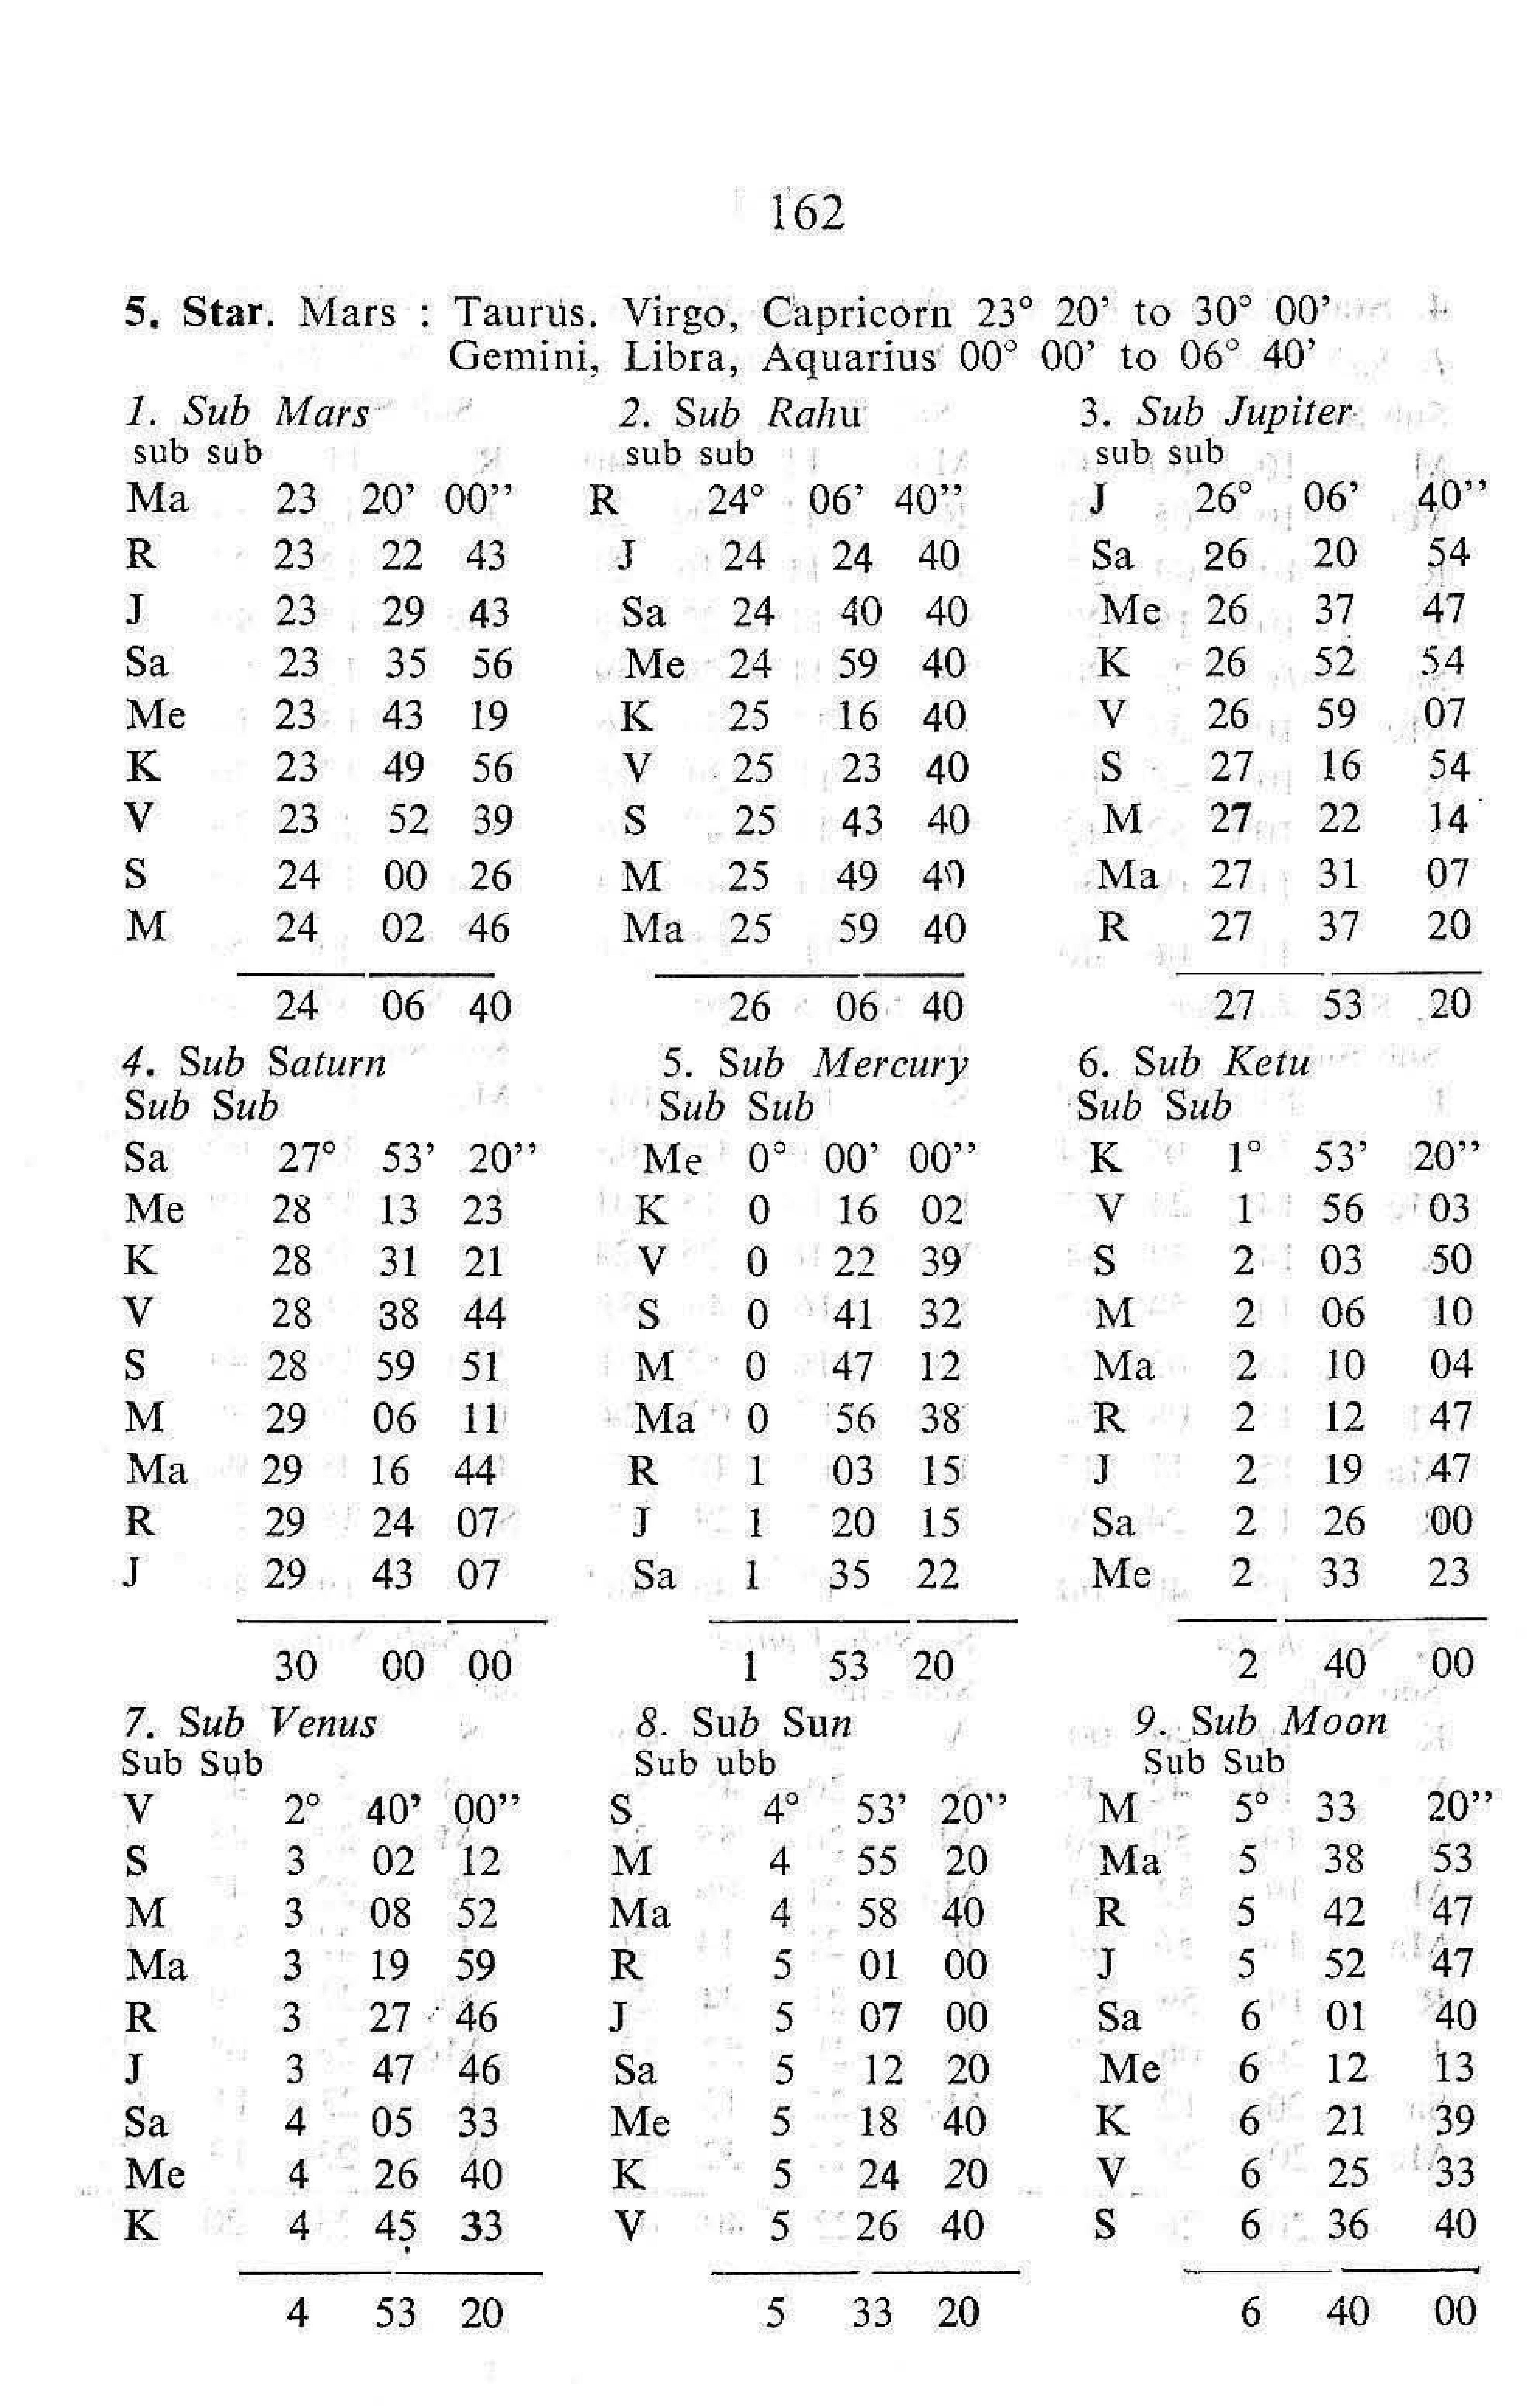 162
5. Star. Mars : Taurus. Virgo, Capricorn 23° 20’ to 30° 00’
Gemini, Libra, Aquarius 00° 00’ to 06° 40’
1. Sub Mars 2. Sub Rahu 3. Sub Jupiter
sub sub sub sub sub sub
Ma 23 20’ 00” R 24° 06’ 40” J 26° 06’ 40”
R 23 22 43 J 24 24 40 Sa 26 20 54
J 23 29 43 Sa 24 40 40 Me 26 37 47
Sa 23 35 56 Me 24 59 40 K 26 52 54
Me 23 43 19 K 25 16 40 V 26 59 07
K 23 49 56 V 25 23 40 S 27 16 54
V 23 52 39 S 25 43 40 M 27 22 14
S 24 00 26 M 25 49 40 Ma 27 31 07
M 24 02 46 Ma 25 59 40 R 27 37 20
24 06 40 26 06 40 27 53 20
4. Sub Saturn 5. Sub Mercury 6. Sub Ketu
Sub Sub Sub Sub Sub Sub
Sa 27° 53’ 20” Me 0° 00’ 00” K 1° 53’ 20”
Me 28 13 23 K 0 16 02 V 1 56 03
K 28 31 21 V 0 22 39 S 2 03 50
V 28 38 44 S 0 41 32 M 2 06 10
S 28 59 51 M 0 47 12 Ma 2 10 04
M 29 06 11 Ma 0 56 38 R 2 12 47
Ma 29 16 44 R 1 03 15 J 2 19 47
R 29 24 07 J 1 20 15 Sa 2 26 00
J 29 43 07 Sa 1 35 22 Me 2 33 23
30 00 00 1 53 20 2 40 00
7. Sub Venus 8. Sub Sun 9. Sub Moon
Sub Sub Sub ubb Sub Sub
V 2° 40’ 00” S 4° 53’ 20” M 5° 33 20”
S 3 02 12 M 4 55 20 Ma 5 38 53
M 3 08 52 Ma 4 58 40 R 5 42 47
Ma 3 19 59 R 5 01 00 J 5 52 47
R 3 27 46 J 5 07 00 Sa 6 01 40
J 3 47 46 Sa 5 12 20 Me 6 12 13
Sa 4 05 33 Me 5 18 40 K 6 21 39
Me 4 26 40 K 5 24 20 V 6 25 33
K 4 45 33 V 5 26 40 S 6 36 40
4 53 20 5 33 20 6 40 00